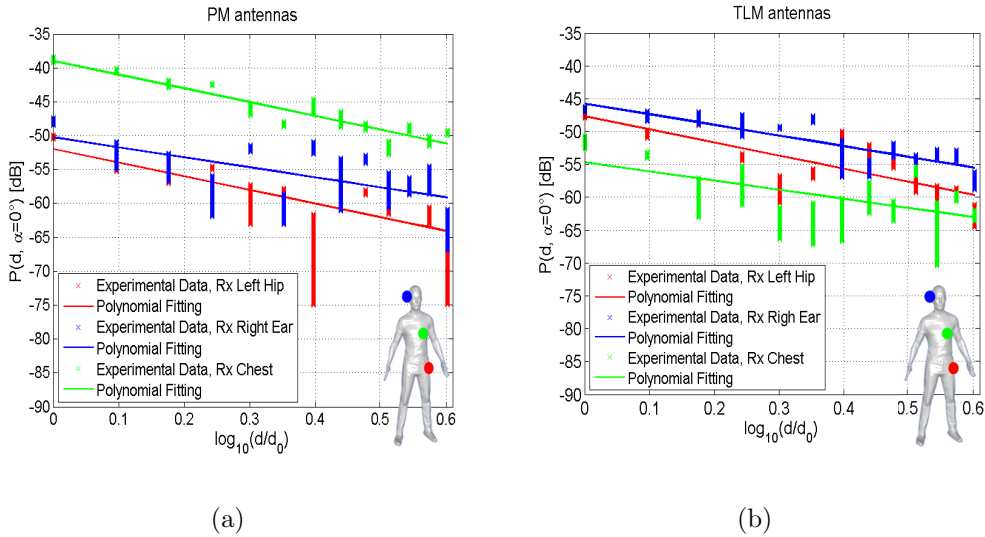 PM antennas
-35
-40
-45
-50
-55
-60
-65
-70
-75
-80
-85
-90
P(d, α=0°) [dB]
Experimental Data, Rx Left Hip
Polynomial Fitting
Experimental Data, Rx Right Ear
Polynomial Fitting
Experimental Data, Rx Chest
Polynomial Fitting
0 0.1 0.2 0.3 0.4 0.5 0.6
log10(d/d0)
(a)
TLM antennas
-35
-40
-45
-50
-55
-60
-65
-70
-75
-80
-85
-90
P(d, α=0°) [dB]
Experimental Data, Rx Left Hip
Polynomial Fitting
Experimental Data, Rx Righ Ear
Polynomial Fitting
Experimental Data, Rx Chest
Polynomial Fitting
0 0.1 0.2 0.3 0.4 0.5 0.6
log10(d/d0)
(b)